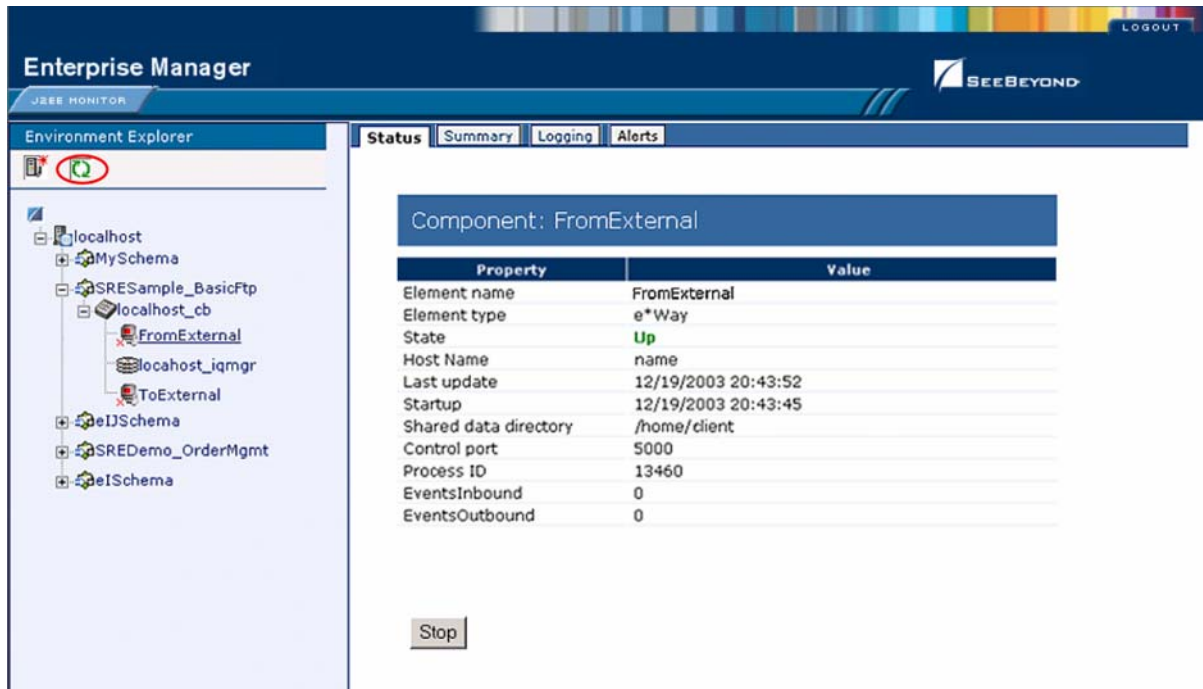 LOGOUT
Enterprise Manager
SEEBEYOND
J2EE MONITOR
Environment Explorer
Status Summary Logging Alerts
localhost
MySchema
SRESample_BasicFtp
localhost_cb
FromExternal
locahost_iqmgr
ToExternal
eIJSchema
SREDemo_OrderMgmt
eISchema
Component: FromExternal
Property Value
Element name FromExternal
Element type e*Way
State Up
Host Name name
Last update 12/19/2003 20:43:52
Startup 12/19/2003 20:43:45
Shared data directory /home/client
Control port 5000
Process ID 13460
EventsInbound 0
EventsOutbound 0
Stop